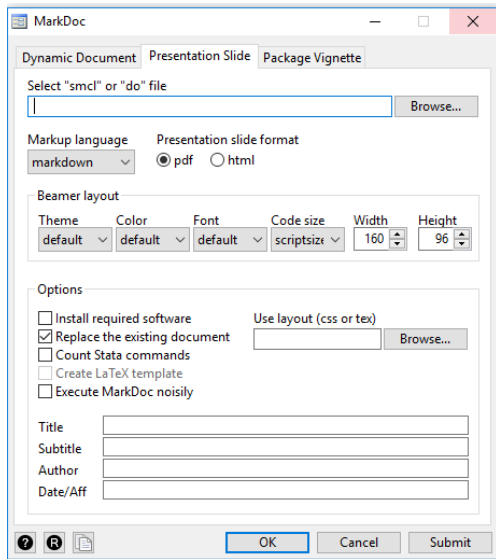 MarkDoc
Dynamic Document Presentation Slide Package Vignette
Select "smcl" or "do" file
Browse...
Markup language Presentation slide format
markdown pdf html
Beamer layout
Theme Color Font Code size Width Height
default default default scriptsize 160 96
Options
Install required software Use layout (css or tex)
Replace the existing document Browse...
Count Stata commands
Create LaTeX template
Execute MarkDoc noisily
Title
Subtitle
Author
Date/Aff
? R OK Cancel Submit